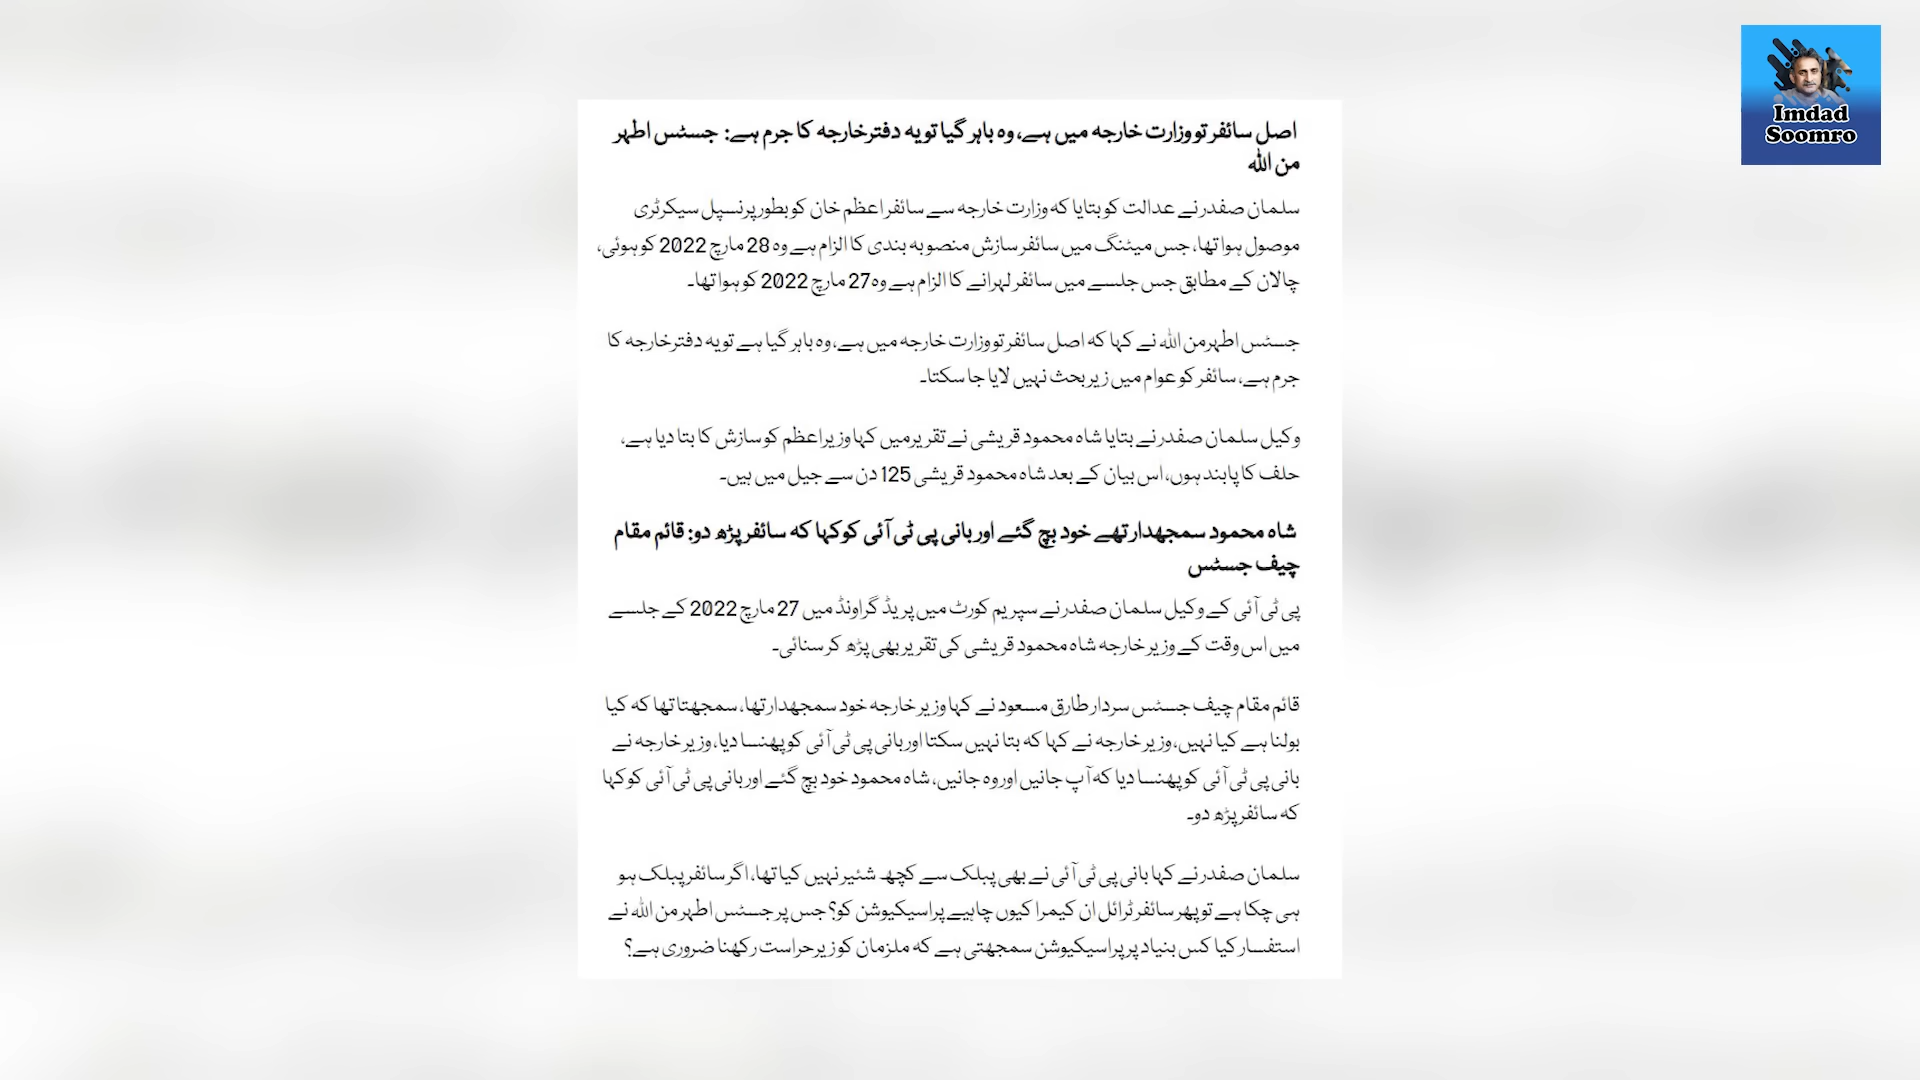 Imdad
Soomro
اصل سائفر تو وزارت خارجہ میں ہے، وہ باہر گیا تو یہ دفتر خارجہ کا جرم ہے: جسٹس اطہر
من اللہ
سلمان صفدر نے عدالت کو بتایا کہ وزارت خارجہ سے سائفر اعظم خان کو بطور پرنسپل سیکرٹری
موصول ہوا تھا، جس میٹنگ میں سائفر سازش منصوبہ بندی کا الزام ہے وہ 28 مارچ 2022 کو ہوئی،
چالان کے مطابق جس جلسے میں سائفر لہرانے کا الزام ہے وہ 27 مارچ 2022 کو ہوا تھا۔
جسٹس اطہر من اللہ نے کہا کہ اصل سائفر تو وزارت خارجہ میں ہے، وہ باہر گیا ہے تو یہ دفتر خارجہ کا
جرم ہے، سائفر کو عوام میں زیر بحث نہیں لایا جا سکتا۔
وکیل سلمان صفدر نے بتایا شاہ محمود قریشی نے تقریر میں کہا وزیراعظم کو سازش کا بتا دیا ہے،
حلف کا پابند ہوں، اس بیان کے بعد شاہ محمود قریشی 125 دن سے جیل میں ہیں۔
شاہ محمود سمجھدار تھے خود بچ گئے اور بانی پی ٹی آئی کو کہا کہ سائفر پڑھ دو: قائم مقام
چیف جسٹس
پی ٹی آئی کے وکیل سلمان صفدر نے سپریم کورٹ میں پریڈ گراونڈ میں 27 مارچ 2022 کے جلسے
میں اس وقت کے وزیر خارجہ شاہ محمود قریشی کی تقریر بھی پڑھ کر سنائی۔
قائم مقام چیف جسٹس سردار طارق مسعود نے کہا وزیر خارجہ خود سمجھدار تھا، سمجھتا تھا کہ کیا
بولنا ہے کیا نہیں، وزیر خارجہ نے کہا کہ بتا نہیں سکتا اور بانی پی ٹی آئی کو پھنسا دیا، وزیر خارجہ نے
بانی پی ٹی آئی کو پھنسا دیا کہ آپ جانیں اور وہ جانیں، شاہ محمود خود بچ گئے اور بانی پی ٹی آئی کو کہا
کہ سائفر پڑھ دو۔
سلمان صفدر نے کہا بانی پی ٹی آئی نے بھی پبلک سے کچھ شئیر نہیں کیا تھا، اگر سائفر پبلک ہو
ہی چکا ہے تو پھر سائفر ٹرائل ان کیمرا کیوں چاہیے پراسیکیوشن کو؟ جس پر جسٹس اطہر من اللہ نے
استفسار کیا کس بنیاد پر پراسیکیوشن سمجھتی ہے کہ ملزمان کو زیر حراست رکھنا ضروری ہے؟